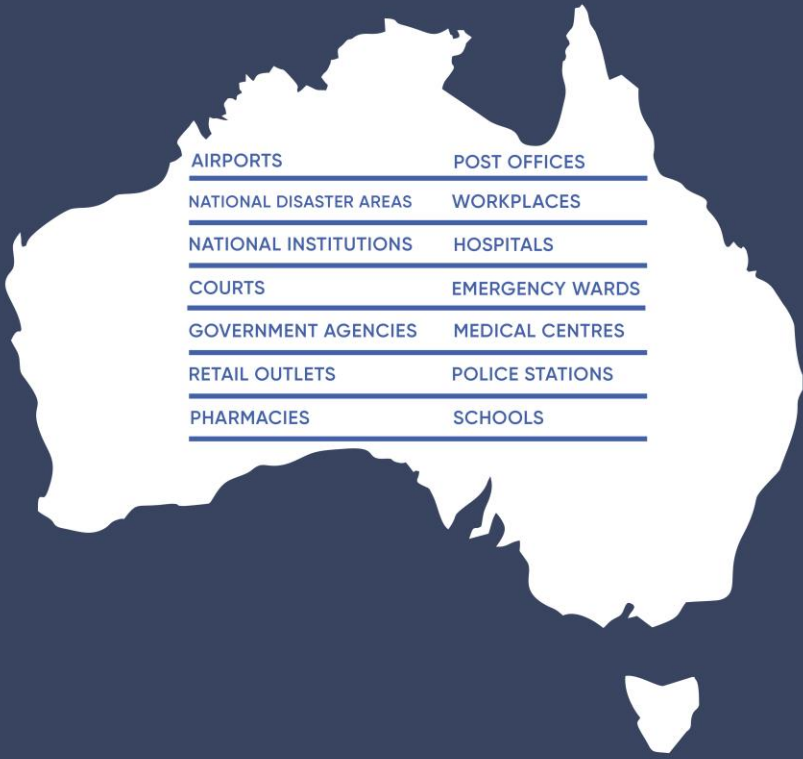 AIRPORTS POST OFFICES
NATIONAL DISASTER AREAS WORKPLACES
NATIONAL INSTITUTIONS HOSPITALS
COURTS EMERGENCY WARDS
GOVERNMENT AGENCIES MEDICAL CENTRES
RETAIL OUTLETS POLICE STATIONS
PHARMACIES SCHOOLS